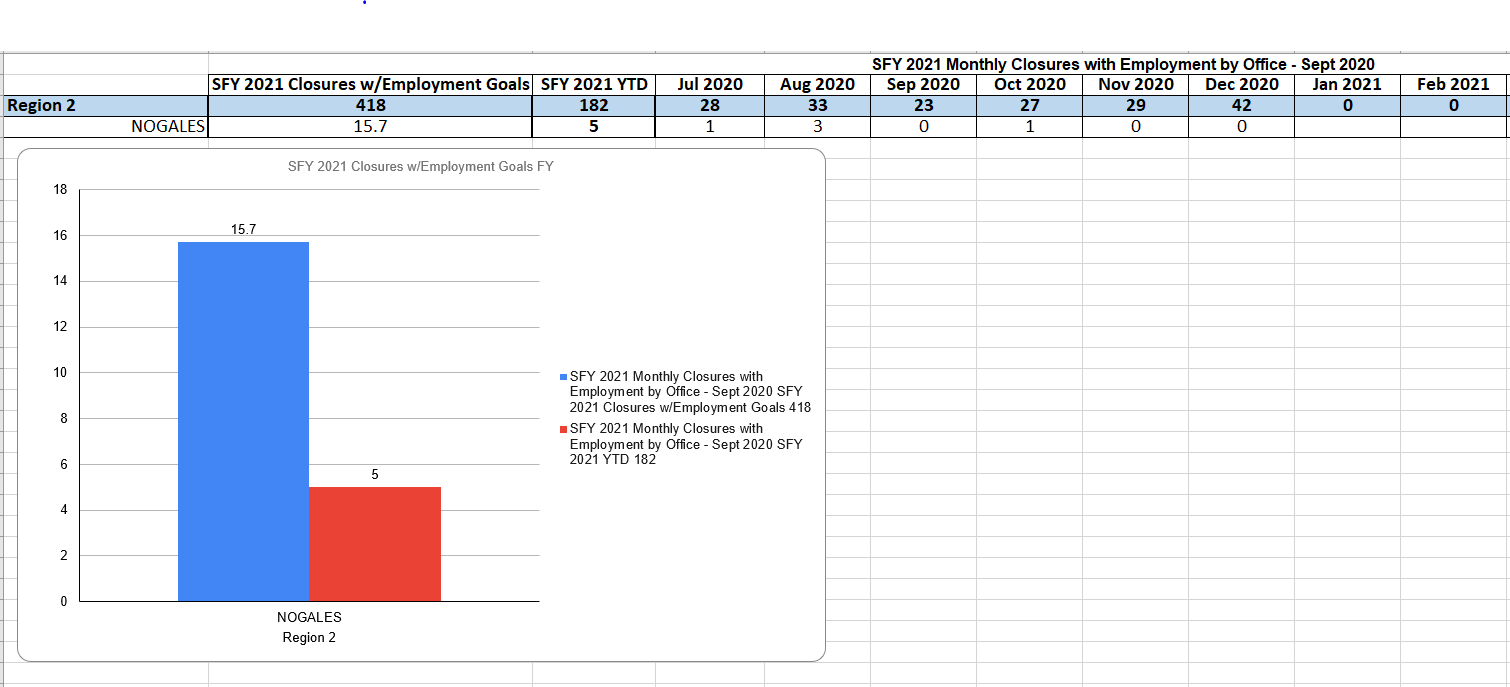 SFY 2021 Monthly Closures with Employment by Office - Sept 2020
SFY 2021 Closures w/Employment Goals SFY 2021 YTD Jul 2020 Aug 2020 Sep 2020 Oct 2020 Nov 2020 Dec 2020 Jan 2021 Feb 2021
Region 2 418 182 28 33 23 27 29 42 0 0
NOGALES 15.7 5 1 3 0 1 0 0
SFY 2021 Closures w/Employment Goals FY
18
16
14
12
10
8
6
4
2
0
15.7
5
NOGALES
Region 2
SFY 2021 Monthly Closures with
Employment by Office - Sept 2020 SFY
2021 Closures w/Employment Goals 418
SFY 2021 Monthly Closures with
Employment by Office - Sept 2020 SFY
2021 YTD 182